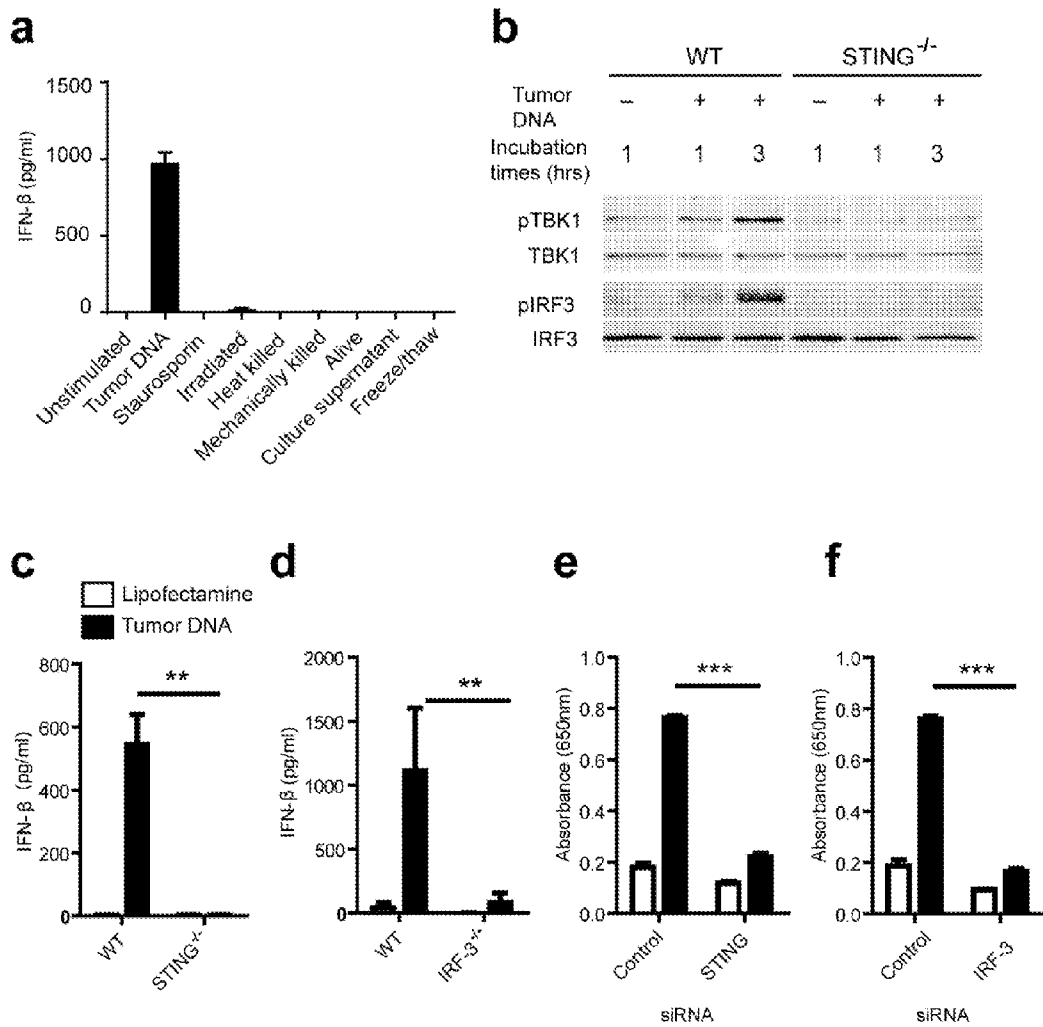 a
IFN-β (pg/ml)
1500
1000
500
0
Unstimulated
Tumor DNA
Staurosporin
Irradiated
Heat killed
Mechanically killed
Alive
Culture supernatant
Freeze/thaw
b
WT STING-/-
Tumor DNA – + + – + +
Incubation times (hrs) 1 1 3 1 1 3
pTBK1
TBK1
pIRF3
IRF3
c
Lipofectamine
Tumor DNA
IFN-β (pg/ml)
800
600
400
200
0
**
WT
STING-/-
d
IFN-β (pg/ml)
2000
1500
1000
500
0
**
WT
IRF-3-/-
e
Absorbance (650nm)
1.0
0.8
0.6
0.4
0.2
0.0
***
Control
STING
siRNA
f
Absorbance (650nm)
1.0
0.8
0.6
0.4
0.2
0.0
***
Control
IRF-3
siRNA